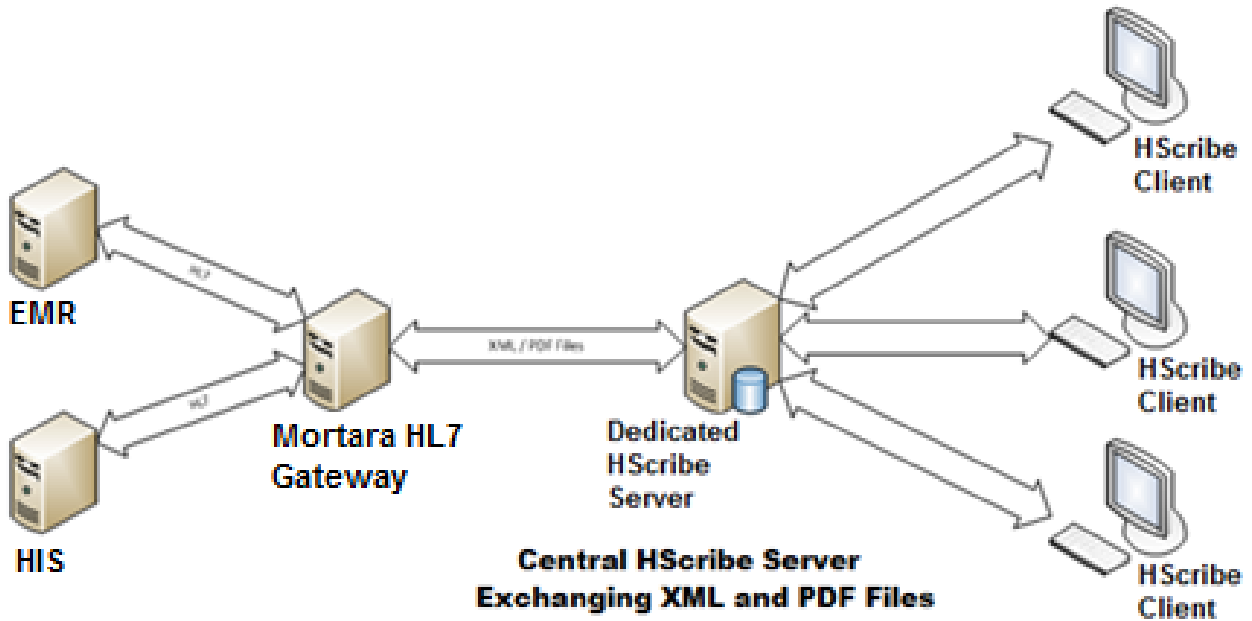 HScribe
Client
EMR
HL7
HL7
HIS
Mortara HL7
Gateway
XML / PDF Files
Dedicated
HScribe
Server
HScribe
Client
HScribe
Client
Central HScribe Server
Exchanging XML and PDF Files